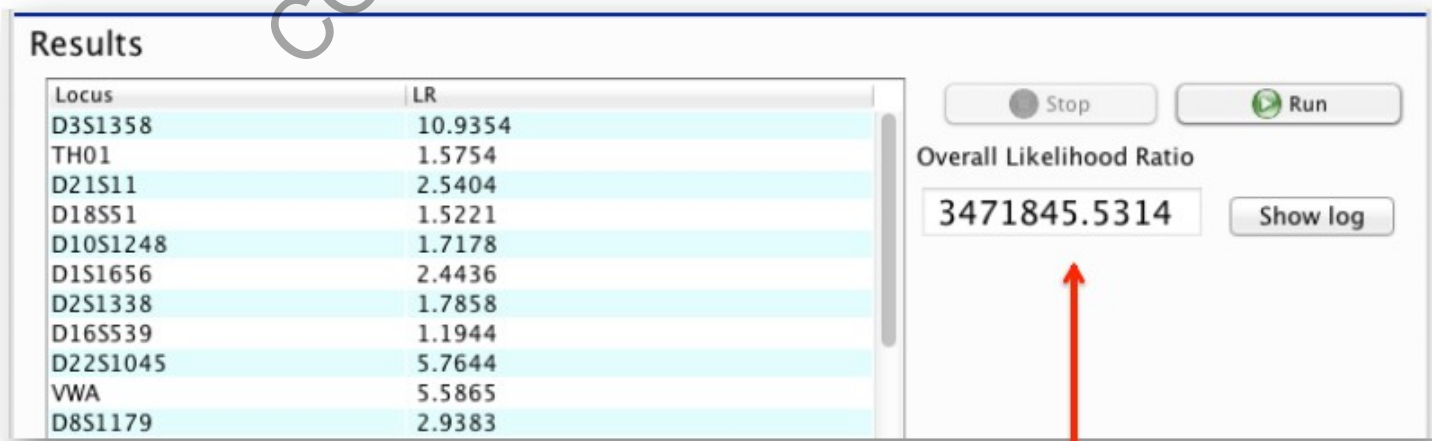 Results
Locus LR
D3S1358 10.9354
TH01 1.5754
D21S11 2.5404
D18S51 1.5221
D10S1248 1.7178
D1S1656 2.4436
D2S1338 1.7858
D16S539 1.1944
D22S1045 5.7644
VWA 5.5865
D8S1179 2.9383
Stop Run
Overall Likelihood Ratio
3471845.5314 Show log